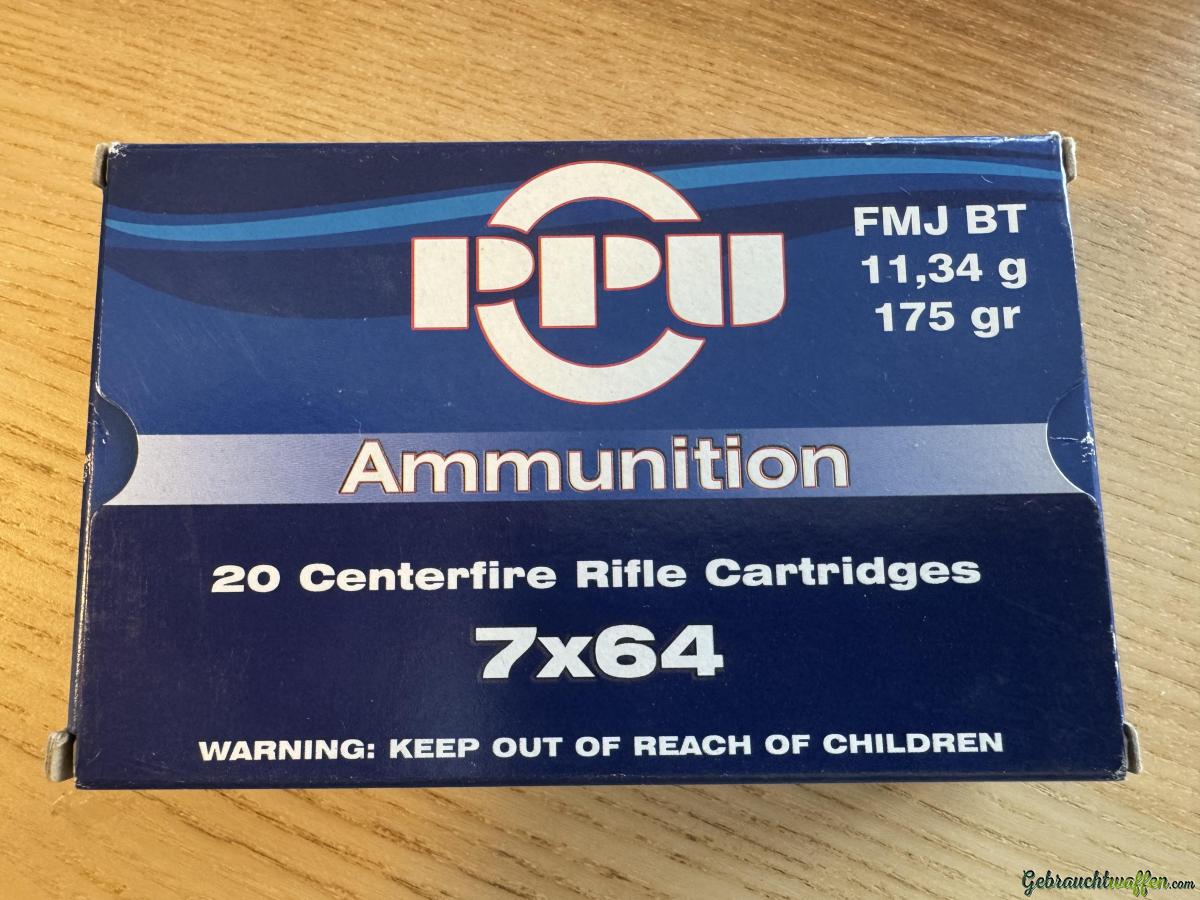 PPU
FMJ BT
11,34 g
175 gr
Ammunition
20 Centerfire Rifle Cartridges
7x64
WARNING: KEEP OUT OF REACH OF CHILDREN
Gebrauchtwaffen.com